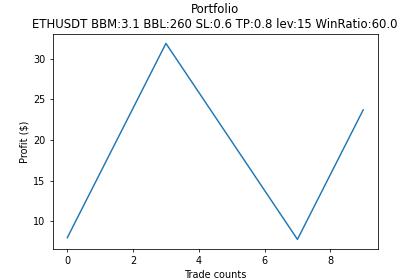 Portfolio
ETHUSDT BBM:3.1 BBL:260 SL:0.6 TP:0.8 lev:15 WinRatio:60.0
30
25
20
15
10
Profit ($)
0 2 4 6 8
Trade counts